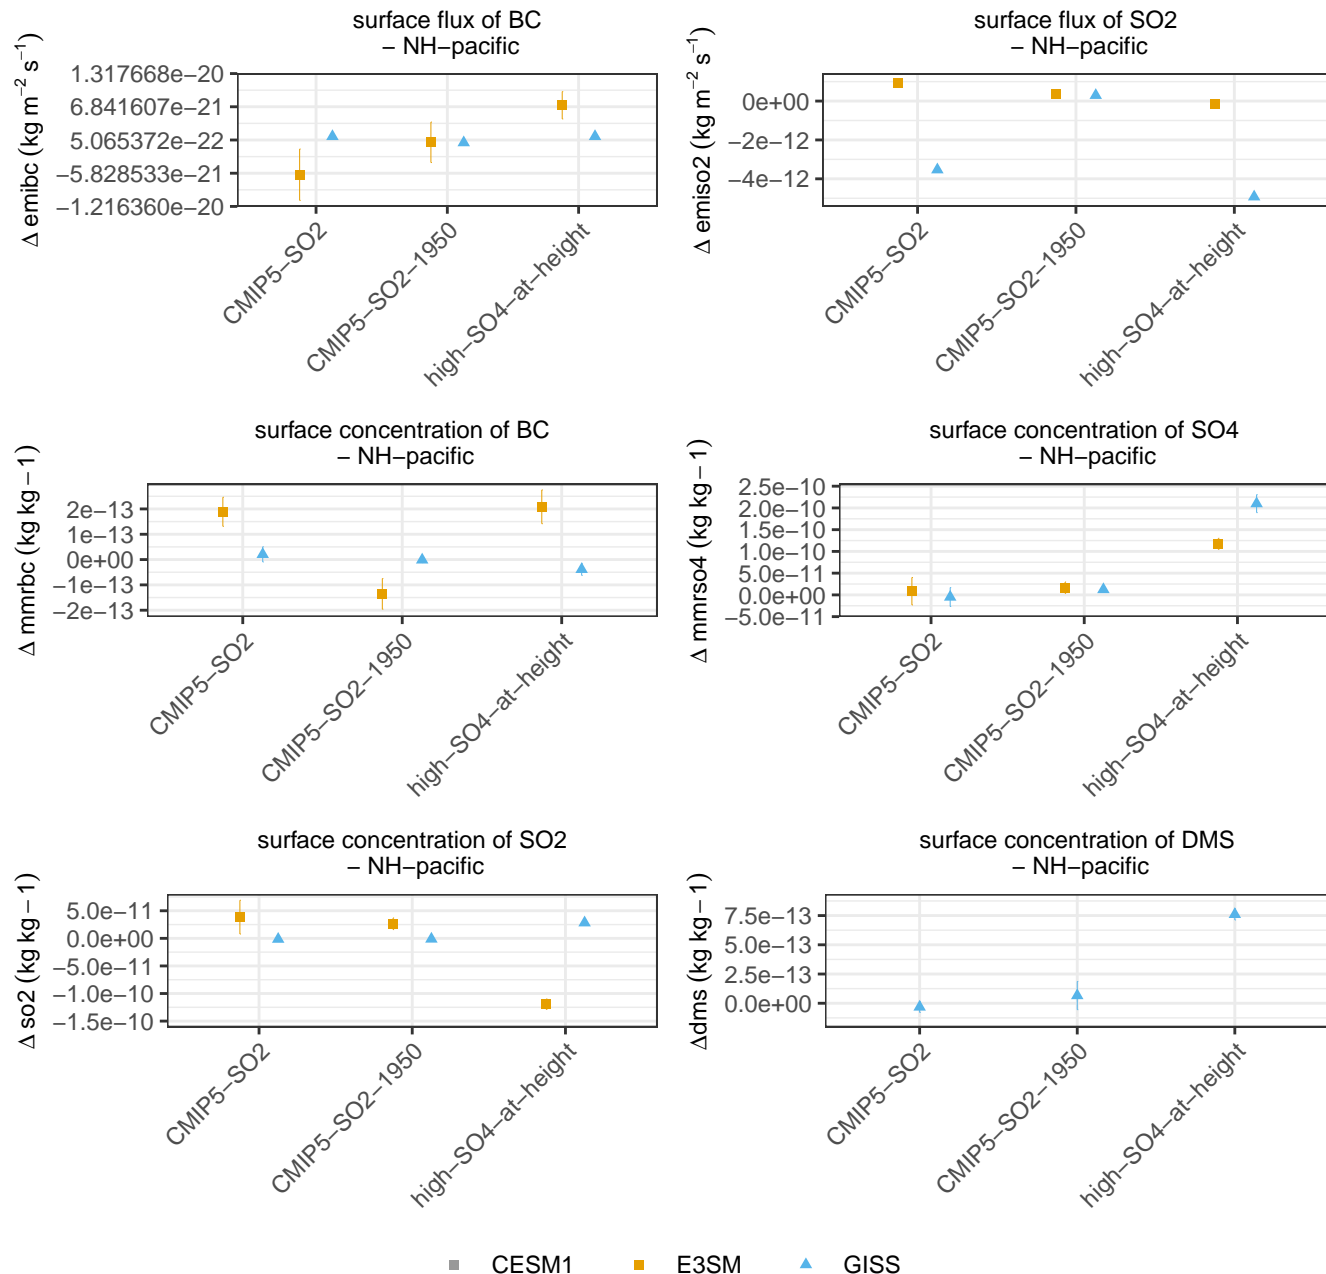 surface flux of BC
− NH−pacific
Δ emibc (kg m−2 s−1)
1.317668e−20
6.841607e−21
5.065372e−22
−5.828533e−21
−1.216360e−20
CMIP5−SO2
CMIP5−SO2−1950
high−SO4−at−height
surface flux of SO2
− NH−pacific
Δ emiso2 (kg m−2 s−1)
0e+00
−2e−12
−4e−12
CMIP5−SO2
CMIP5−SO2−1950
high−SO4−at−height
surface concentration of BC
− NH−pacific
Δ mmrbc (kg kg−1)
2e−13
1e−13
0e+00
−1e−13
−2e−13
CMIP5−SO2
CMIP5−SO2−1950
high−SO4−at−height
surface concentration of SO4
− NH−pacific
Δ mmrso4 (kg kg−1)
2.5e−10
2.0e−10
1.5e−10
1.0e−10
5.0e−11
0.0e+00
−5.0e−11
CMIP5−SO2
CMIP5−SO2−1950
high−SO4−at−height
surface concentration of SO2
− NH−pacific
Δ so2 (kg kg−1)
5.0e−11
0.0e+00
−5.0e−11
−1.0e−10
−1.5e−10
CMIP5−SO2
CMIP5−SO2−1950
high−SO4−at−height
surface concentration of DMS
− NH−pacific
Δdms (kg kg−1)
7.5e−13
5.0e−13
2.5e−13
0.0e+00
CMIP5−SO2
CMIP5−SO2−1950
high−SO4−at−height
CESM1 E3SM GISS